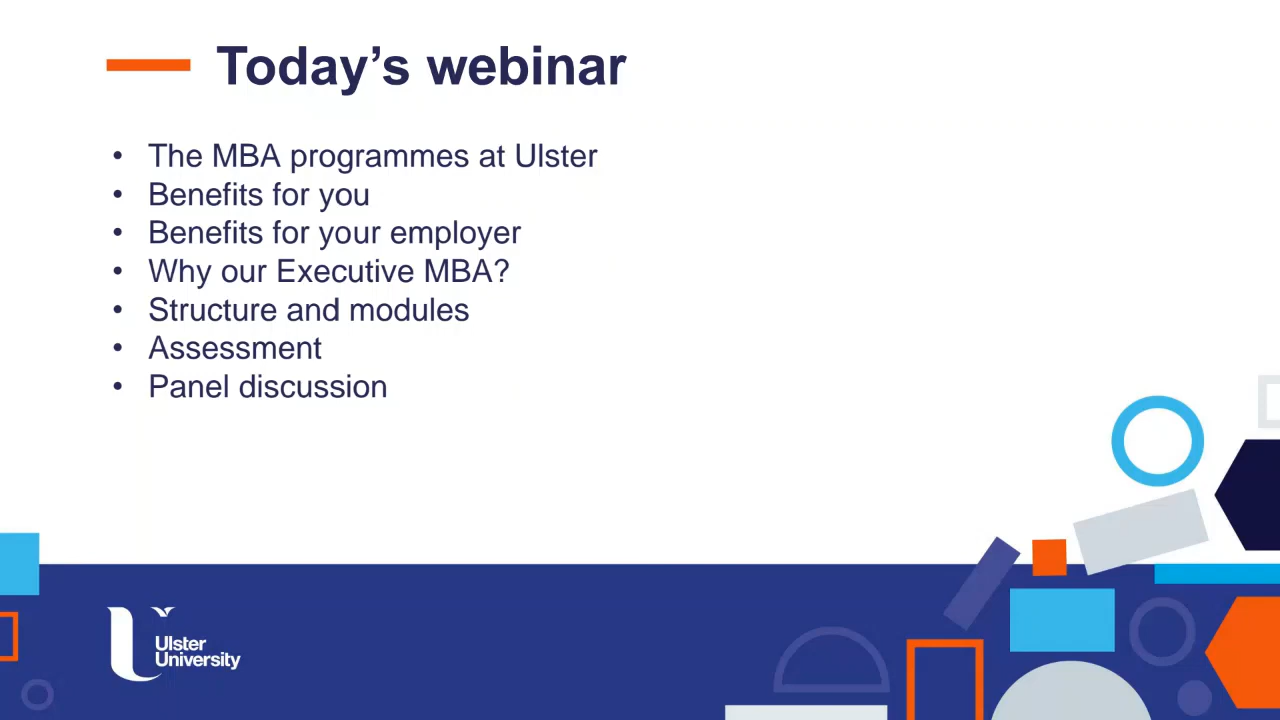 Today’s webinar
• The MBA programmes at Ulster
• Benefits for you
• Benefits for your employer
• Why our Executive MBA?
• Structure and modules
• Assessment
• Panel discussion
Ulster
University